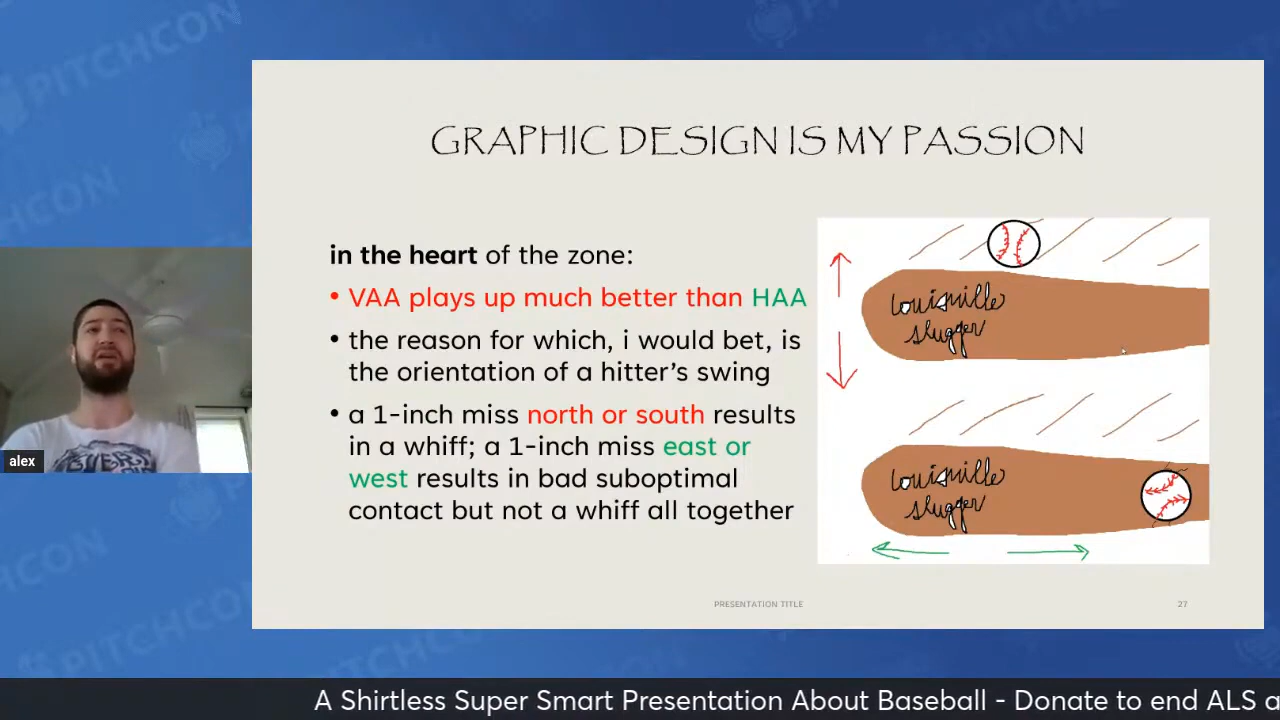 PITCHCON
GRAPHIC DESIGN IS MY PASSION
in the heart of the zone:
• VAA plays up much better than HAA
• the reason for which, i would bet, is
the orientation of a hitter's swing
• a 1-inch miss north or south results
in a whiff; a 1-inch miss east or
west results in bad suboptimal
contact but not a whiff all together
Louisville
slugger
Louisville
slugger
alex
PRESENTATION TITLE
27
A Shirtless Super Smart Presentation About Baseball - Donate to end ALS a